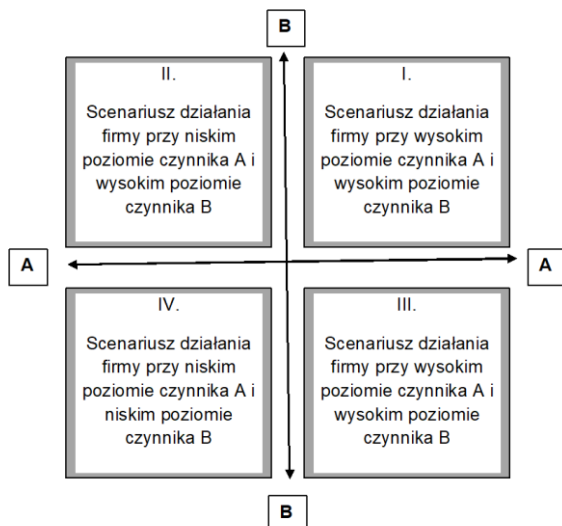 B
II.
Scenariusz działania
firmy przy niskim
poziomie czynnika A i
wysokim poziomie
czynnika B
I.
Scenariusz działania
firmy przy wysokim
poziomie czynnika A i
wysokim poziomie
czynnika B
A
A
IV.
Scenariusz działania
firmy przy niskim
poziomie czynnika A i
niskim poziomie
czynnika B
III.
Scenariusz działania
firmy przy wysokim
poziomie czynnika A i
wysokim poziomie
czynnika B
B